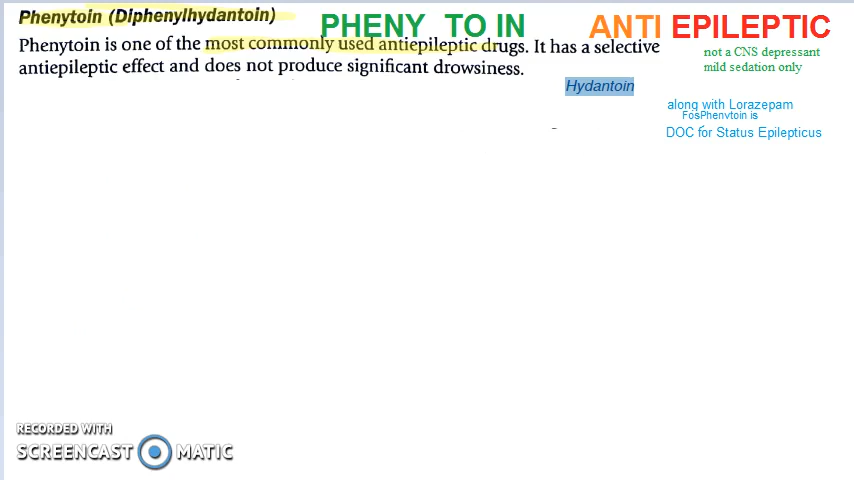 Phenytoin (Diphenylhydantoin)
PHENY TO IN ANTI EPILEPTIC
Phenytoin is one of the most commonly used antiepileptic drugs. It has a selective
antiepileptic effect and does not produce significant drowsiness.
not a CNS depressant
mild sedation only
Hydantoin
along with Lorazepam
FosPhenytoin is
DOC for Status Epilepticus
RECORDED WITH
SCREENCAST MATIC